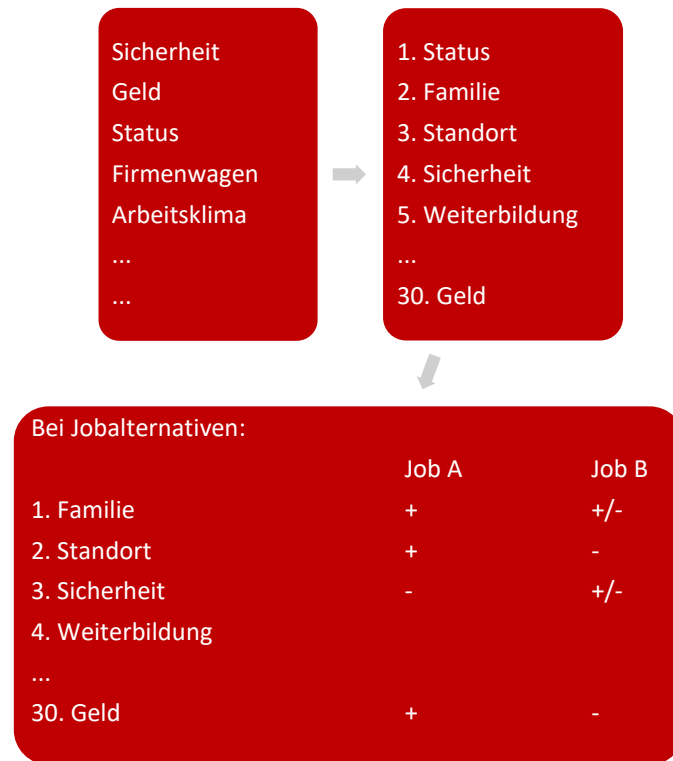 Sicherheit
Geld
Status
Firmenwagen
Arbeitsklima
...
...
1. Status
2. Familie
3. Standort
4. Sicherheit
5. Weiterbildung
...
30. Geld
Bei Jobalternativen:
Job A Job B
1. Familie + +/-
2. Standort + -
3. Sicherheit - +/-
4. Weiterbildung
...
30. Geld + -